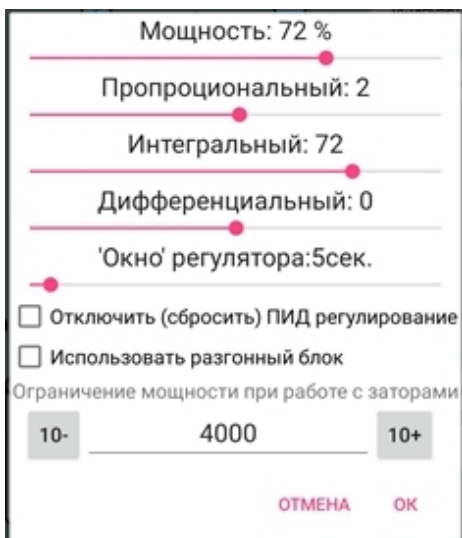 Мощность: 72 %
Пропроциональный: 2
Интегральный: 72
Дифференциальный: 0
'Окно' регулятора:5сек.
Отключить (сбросить) ПИД регулирование
Использовать разгонный блок
Ограничение мощности при работе с заторами
10- 4000 10+
ОТМЕНА ОК